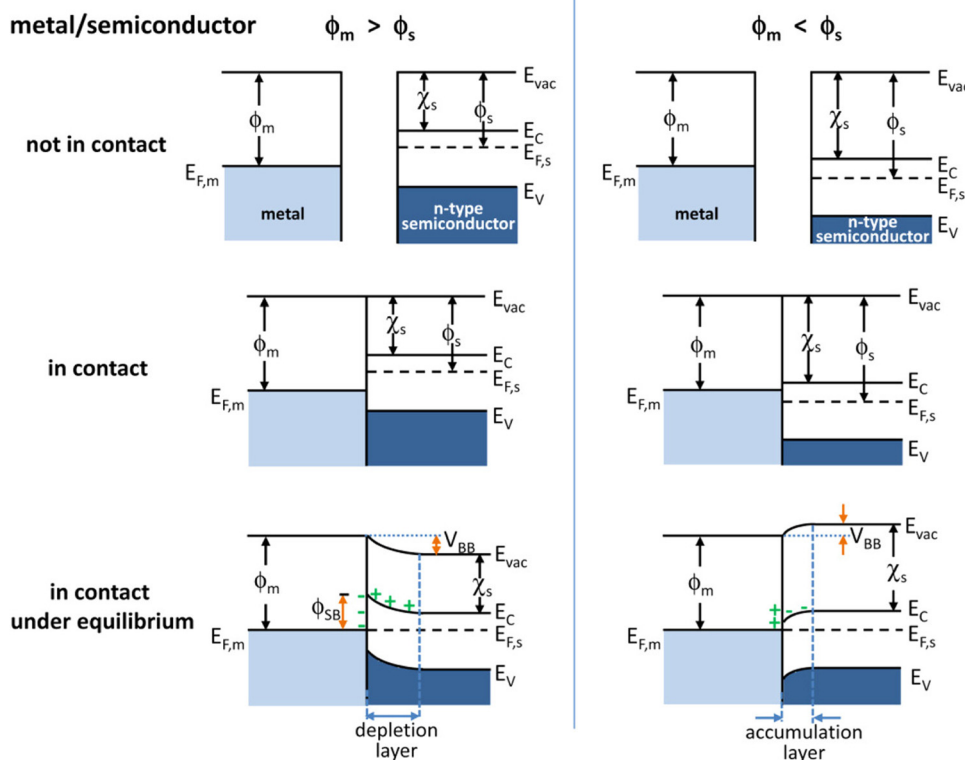 metal/semiconductor
ϕm > ϕs
ϕm < ϕs
not in contact
ϕm
χs
ϕs
Evac
EC
EF,s
EV
EF,m
metal
n-type
semiconductor
ϕm
χs
ϕs
Evac
EC
EF,s
EV
EF,m
metal
n-type
semiconductor
in contact
ϕm
χs
ϕs
Evac
EC
EF,s
EV
EF,m
ϕm
χs
ϕs
Evac
EC
EF,s
EV
EF,m
in contact
under equilibrium
ϕm
ϕSB
VBB
Evac
χs
EC
EF,s
EV
EF,m
- - -
+ + + +
depletion
layer
ϕm
VBB
Evac
χs
EC
EF,s
EV
EF,m
+ +
- - -
accumulation
layer